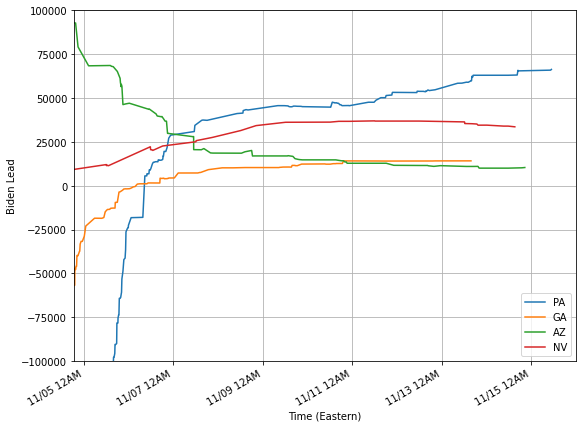 100000
75000
50000
25000
0
−25000
−50000
−75000
−100000
Biden Lead
11/05 12AM
11/07 12AM
11/09 12AM
11/11 12AM
11/13 12AM
11/15 12AM
Time (Eastern)
PA
GA
AZ
NV